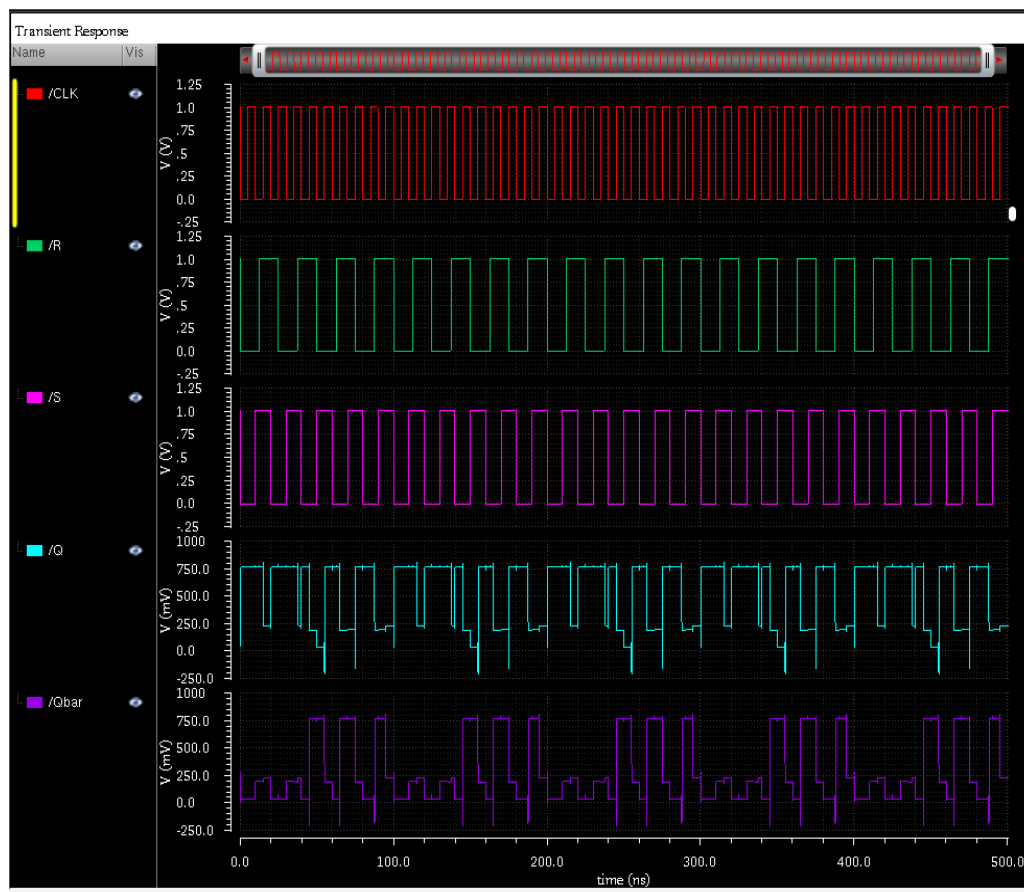 Transient Response
Name Vis
/CLK
1.25
1.0
.75
.5
.25
0.0
-.25
V (V)
/R
1.25
1.0
.75
.5
.25
0.0
-.25
V (V)
/S
1.25
1.0
.75
.5
.25
0.0
-.25
V (V)
/Q
1000
750.0
500.0
250.0
0.0
-250.0
V (mV)
/Qbar
1000
750.0
500.0
250.0
0.0
-250.0
V (mV)
0.0 100.0 200.0 300.0 400.0 500.0
time (ns)